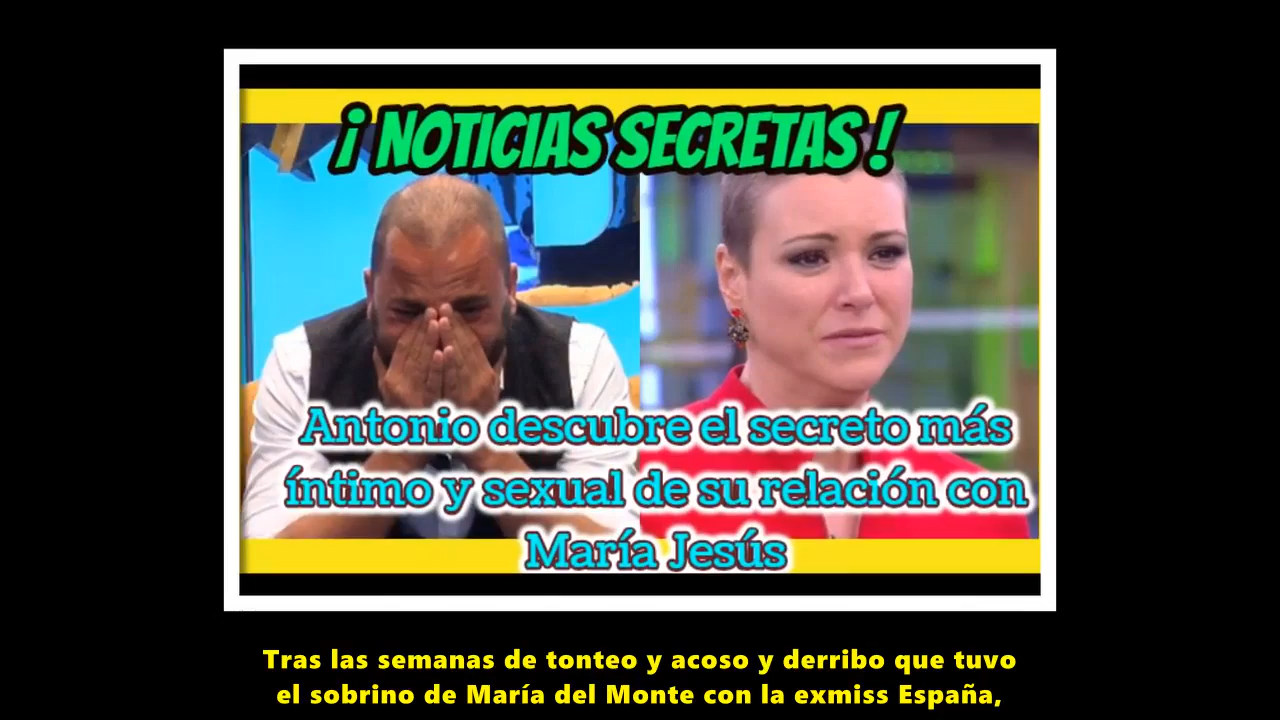 ¡ NOTICIAS SECRETAS !
Antonio descubre el secreto más
íntimo y sexual de su relación con
María Jesús
Tras las semanas de tonteo y acoso y derribo que tuvo
el sobrino de María del Monte con la exmiss España,